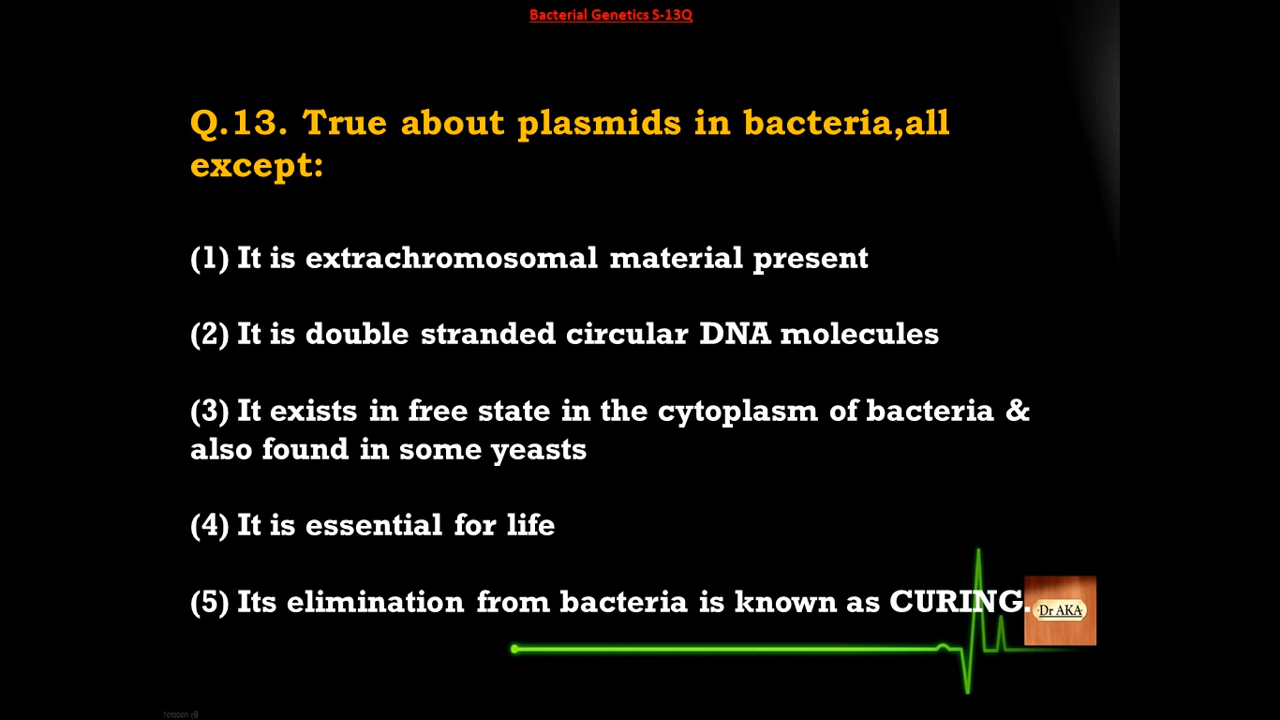 Bacterial Genetics S-13Q
Q.13. True about plasmids in bacteria,all
except:
(1) It is extrachromosomal material present
(2) It is double stranded circular DNA molecules
(3) It exists in free state in the cytoplasm of bacteria &
also found in some yeasts
(4) It is essential for life
(5) Its elimination from bacteria is known as CURING.
Dr AKA